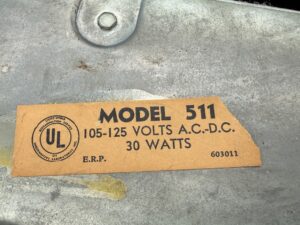 MODEL 511
UL
105-125 VOLTS A.C.-D.C.
30 WATTS
E.R.P. 603011